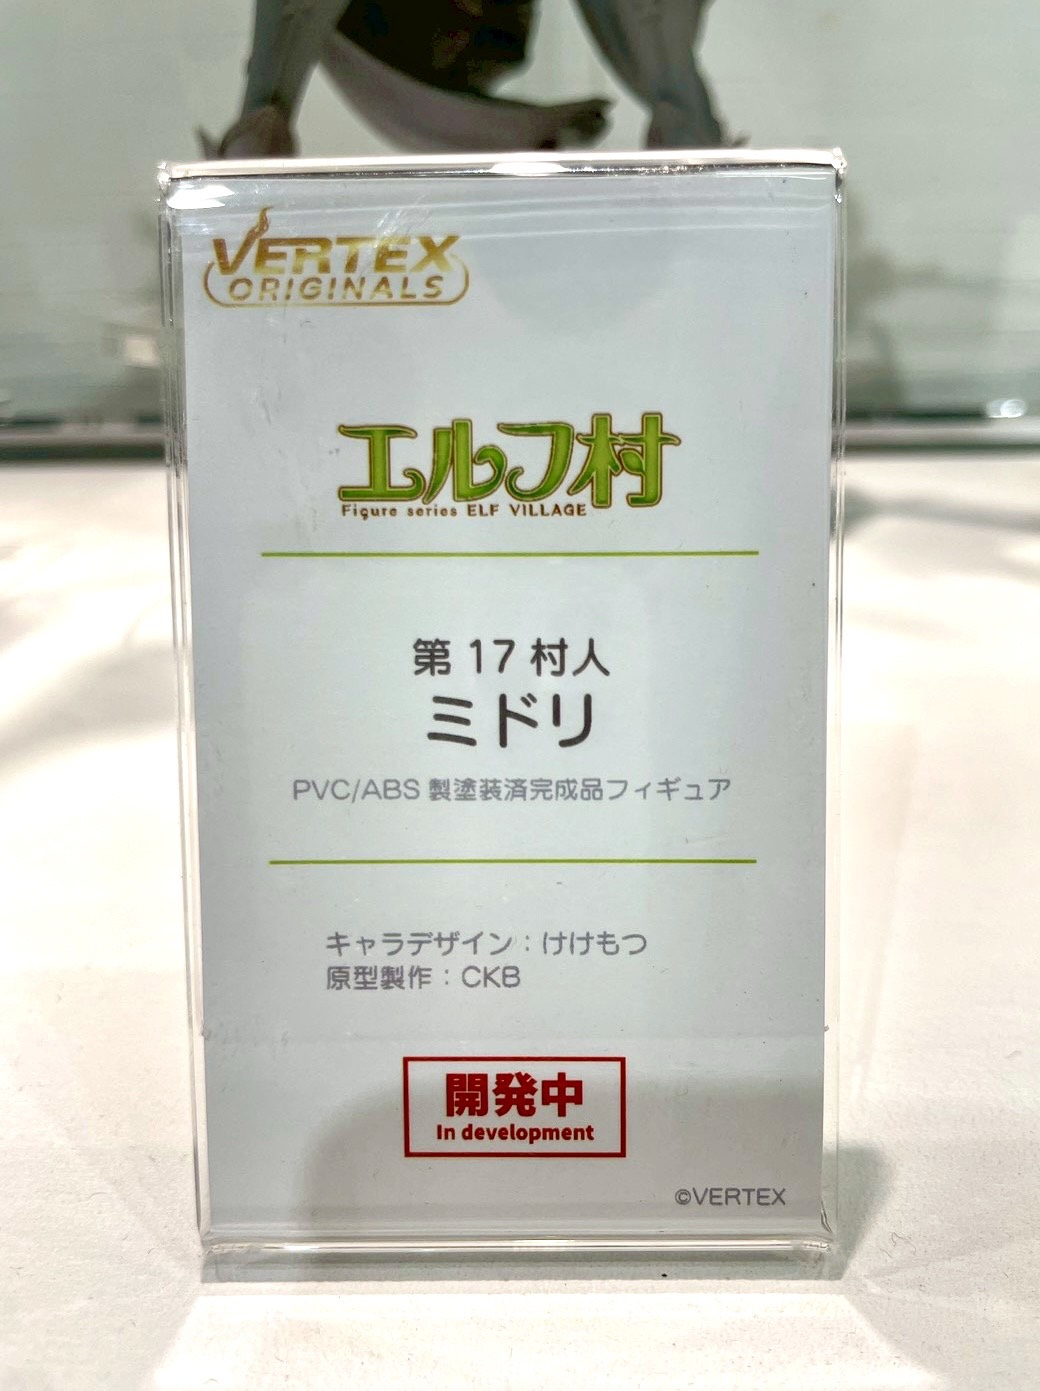 VERTEX
ORIGINALS
エルフ村
Figure series ELF VILLAGE
第 17 村人
ミドリ
PVC/ABS 製塗装済完成品フィギュア
キャラデザイン：けけもつ
原型製作：CKB
開発中
In development
©VERTEX